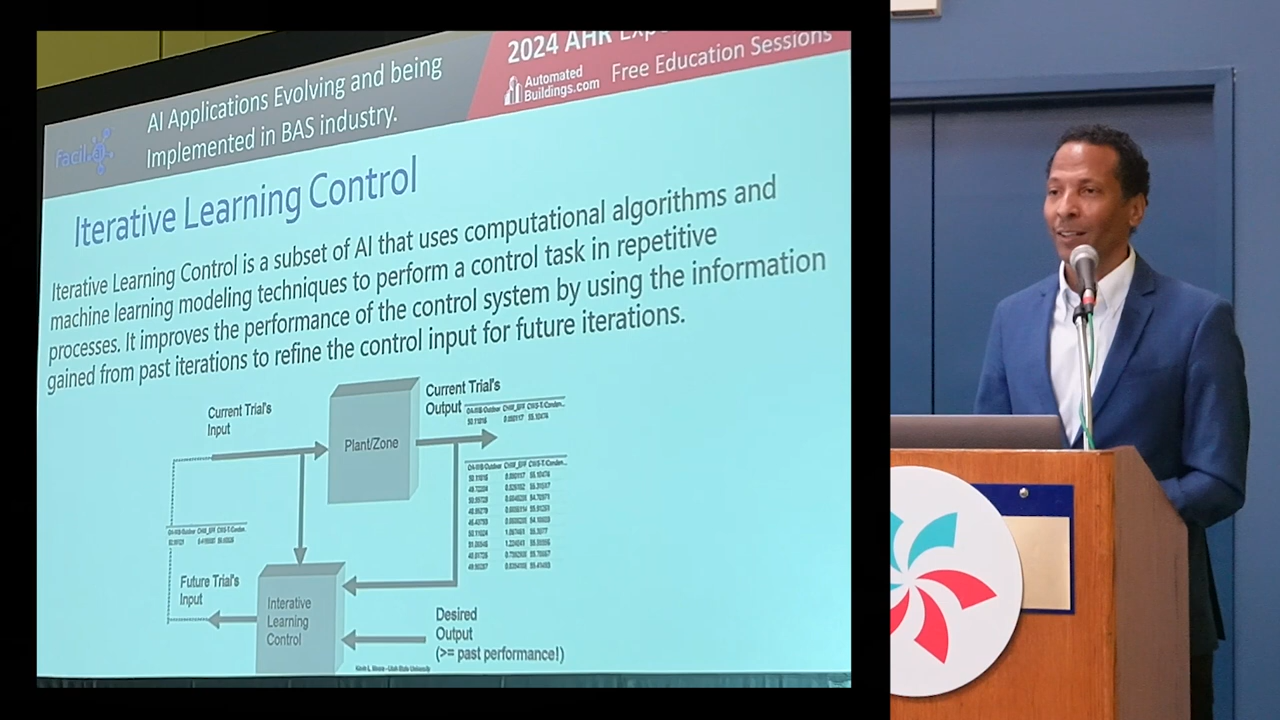 AI Applications Evolving and being
Implemented in BAS industry.
facil.ai
2024 AHR Expo
Automated
Buildings.com
Free Education Sessions
Iterative Learning Control
Iterative Learning Control is a subset of AI that uses computational algorithms and
machine learning modeling techniques to perform a control task in repetitive
processes. It improves the performance of the control system by using the information
gained from past iterations to refine the control input for future iterations.
Current Trial's
Input
Plant/Zone
Current Trial's
Output
Future Trial's
Input
Interative
Learning
Control
Desired
Output
(>= past performance!)